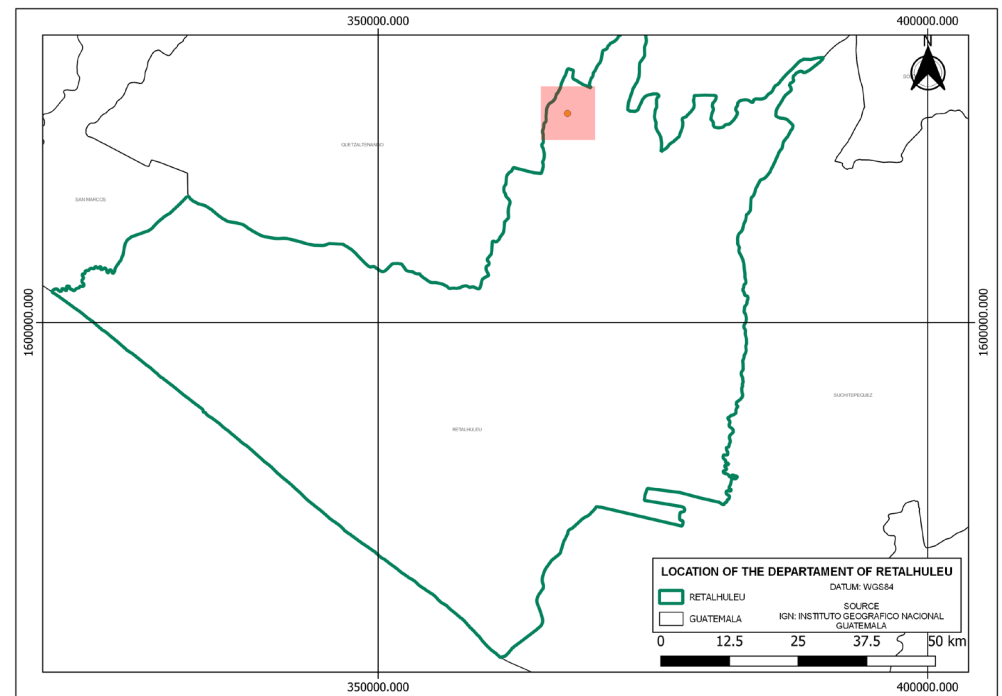 350000.000
400000.000
N
QUETZALTENANGO
SAN MARCOS
1600000.000
1600000.000
SUCHITEPEQUEZ
RETALHULEU
LOCATION OF THE DEPARTAMENT OF RETALHULEU
DATUM: WGS84
RETALHULEU
SOURCE
GUATEMALA
IGN: INSTITUTO GEOGRAFICO NACIONAL
GUATEMALA
0 12.5 25 37.5 50 km
350000.000
400000.000